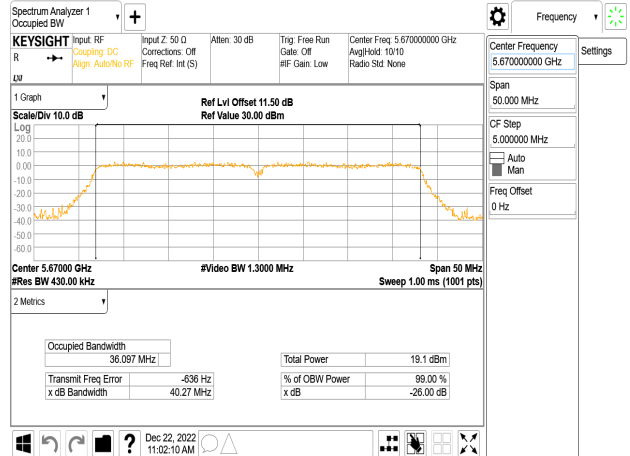 Spectrum Analyzer 1
Occupied BW
Frequency
KEYSIGHT
R
LXI
Input: RF
Coupling: DC
Align: Auto/No RF
Input Z: 50 Ω
Corrections: Off
Freq Ref: Int (S)
Atten: 30 dB
Trig: Free Run
Gate: Off
#IF Gain: Low
Center Freq: 5.670000000 GHz
Avg|Hold: 10/10
Radio Std: None
Center Frequency
5.670000000 GHz
Settings
Span
50.000 MHz
CF Step
5.000000 MHz
Auto
Man
Freq Offset
0 Hz
1 Graph
Scale/Div 10.0 dB
Ref Lvl Offset 11.50 dB
Ref Value 30.00 dBm
Log
20.0
10.0
0.00
-10.0
-20.0
-30.0
-40.0
-50.0
-60.0
Center 5.67000 GHz
#Video BW 1.3000 MHz
Span 50 MHz
#Res BW 430.00 kHz
Sweep 1.00 ms (1001 pts)
2 Metrics
Occupied Bandwidth
36.097 MHz
Total Power 19.1 dBm
Transmit Freq Error -636 Hz
% of OBW Power 99.00 %
x dB Bandwidth 40.27 MHz
x dB -26.00 dB
?
Dec 22, 2022
11:02:10 AM